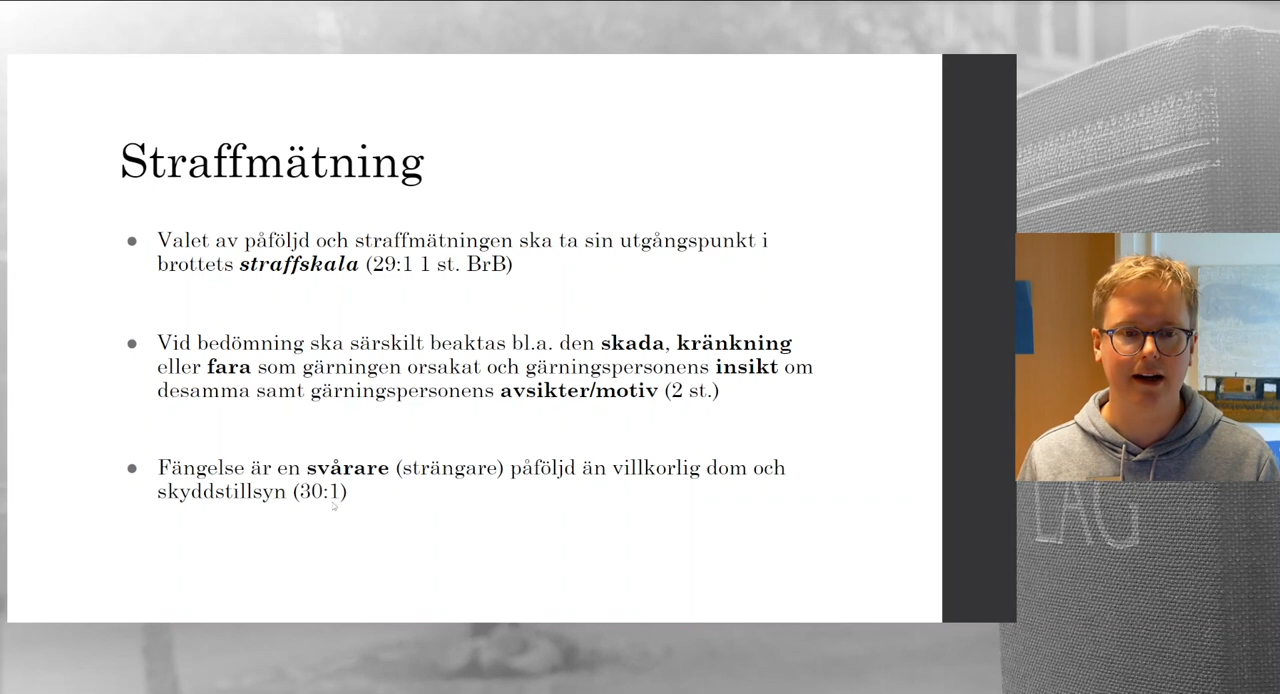 Straffmätning
Valet av påföljd och straffmätningen ska ta sin utgångspunkt i
brottets straffskala (29:1 1 st. BrB)
Vid bedömning ska särskilt beaktas bl.a. den skada, kränkning
eller fara som gärningen orsakat och gärningspersonens insikt om
desamma samt gärningspersonens avsikter/motiv (2 st.)
Fängelse är en svårare (strängare) påföljd än villkorlig dom och
skyddstillsyn (30:1)
LAG